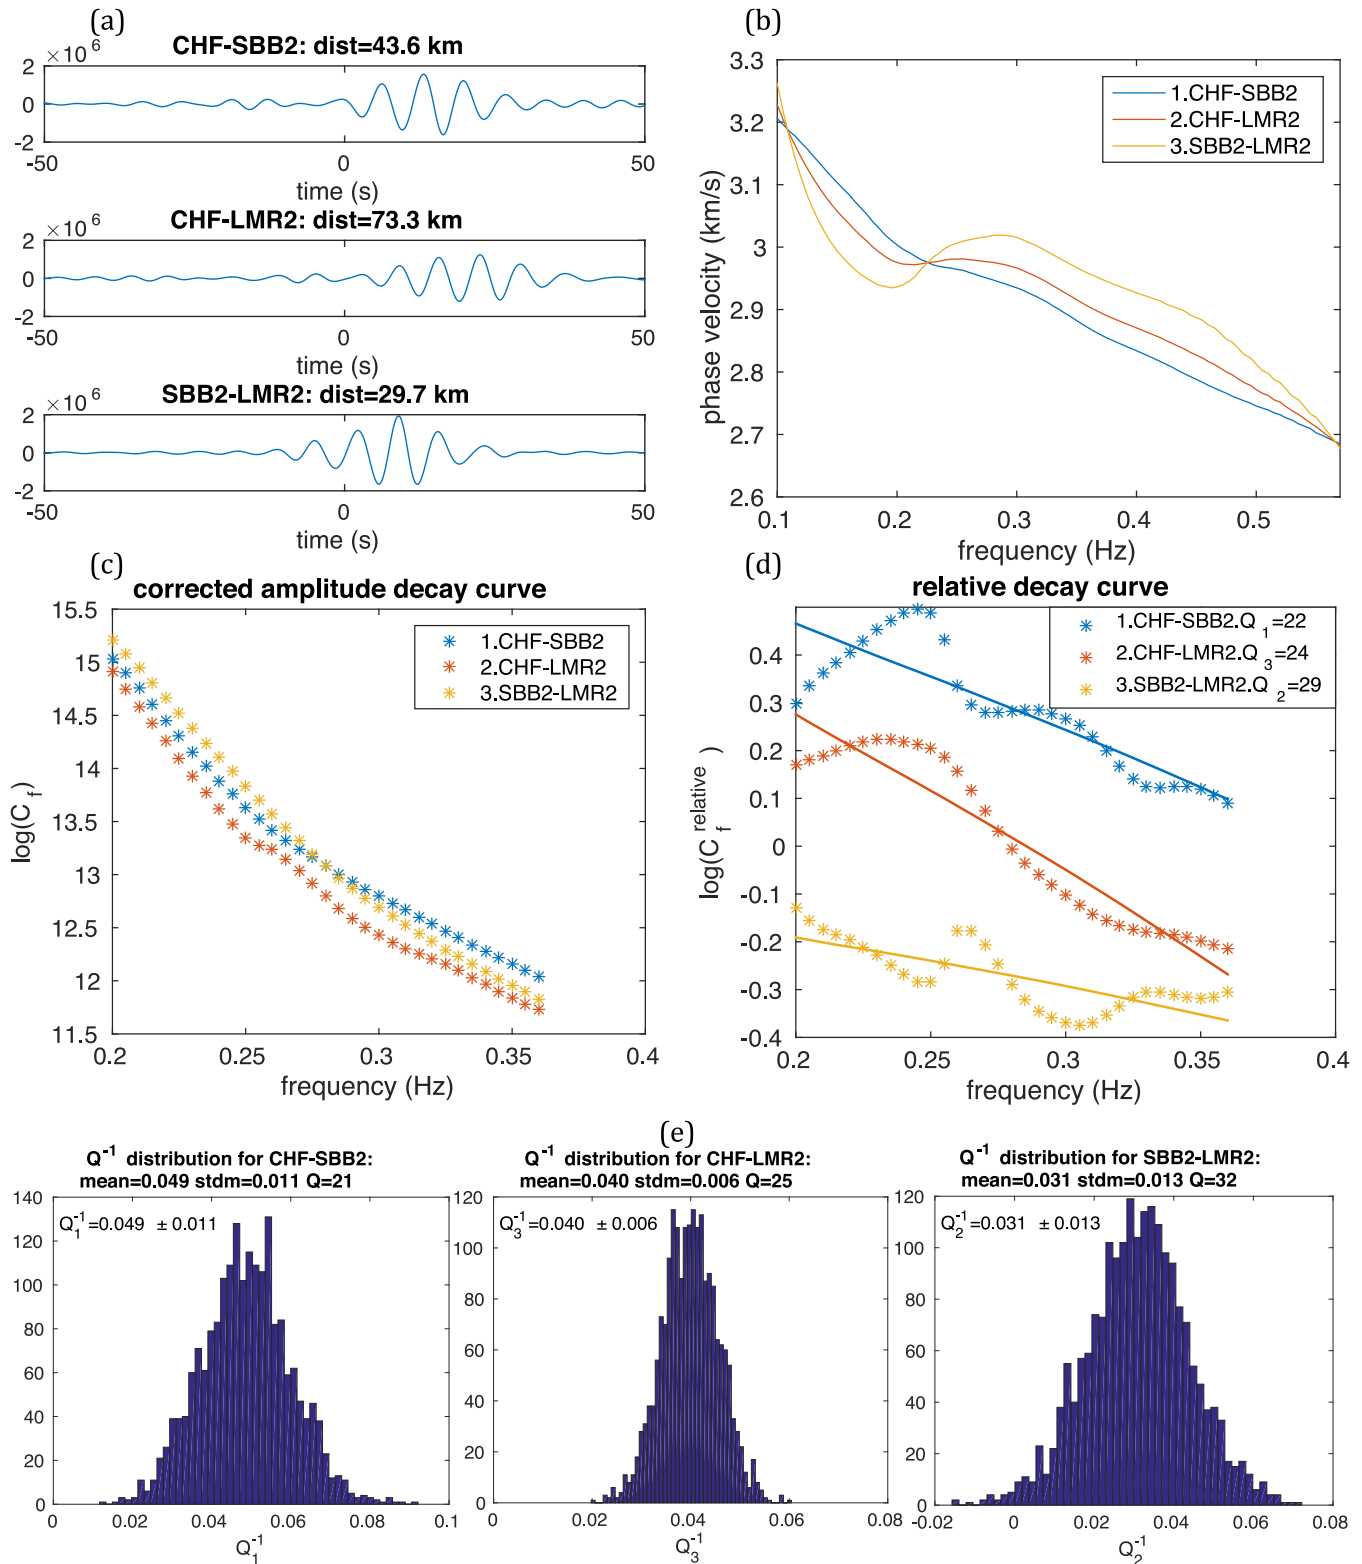 (a)
CHF-SBB2: dist=43.6 km
×10 6
2
0
-2
-50
0
50
time (s)
CHF-LMR2: dist=73.3 km
×10 6
2
0
-2
-50
0
50
time (s)
SBB2-LMR2: dist=29.7 km
×10 6
2
0
-2
-50
0
50
time (s)
(b)
3.3
3.2
3.1
3
2.9
2.8
2.7
2.6
phase velocity (km/s)
1.CHF-SBB2
2.CHF-LMR2
3.SBB2-LMR2
0.1
0.2
0.3
0.4
0.5
frequency (Hz)
(c)
corrected amplitude decay curve
15.5
15
14.5
14
13.5
13
12.5
12
11.5
log(C f)
1.CHF-SBB2
2.CHF-LMR2
3.SBB2-LMR2
0.2
0.25
0.3
0.35
0.4
frequency (Hz)
(d)
relative decay curve
0.4
0.3
0.2
0.1
0
-0.1
-0.2
-0.3
-0.4
log(C f relative)
1.CHF-SBB2.Q 1=22
2.CHF-LMR2.Q 3=24
3.SBB2-LMR2.Q 2=29
0.2
0.25
0.3
0.35
0.4
frequency (Hz)
(e)
Q-1 distribution for CHF-SBB2:
mean=0.049 stdm=0.011 Q=21
140
120
100
80
60
40
20
0
Q1-1=0.049 ± 0.011
0
0.02
0.04
0.06
0.08
0.1
Q1-1
Q-1 distribution for CHF-LMR2:
mean=0.040 stdm=0.006 Q=25
120
100
80
60
40
20
0
Q3-1=0.040 ± 0.006
0
0.02
0.04
0.06
0.08
Q3-1
Q-1 distribution for SBB2-LMR2:
mean=0.031 stdm=0.013 Q=32
120
100
80
60
40
20
0
Q2-1=0.031 ± 0.013
-0.02
0
0.02
0.04
0.06
0.08
Q2-1